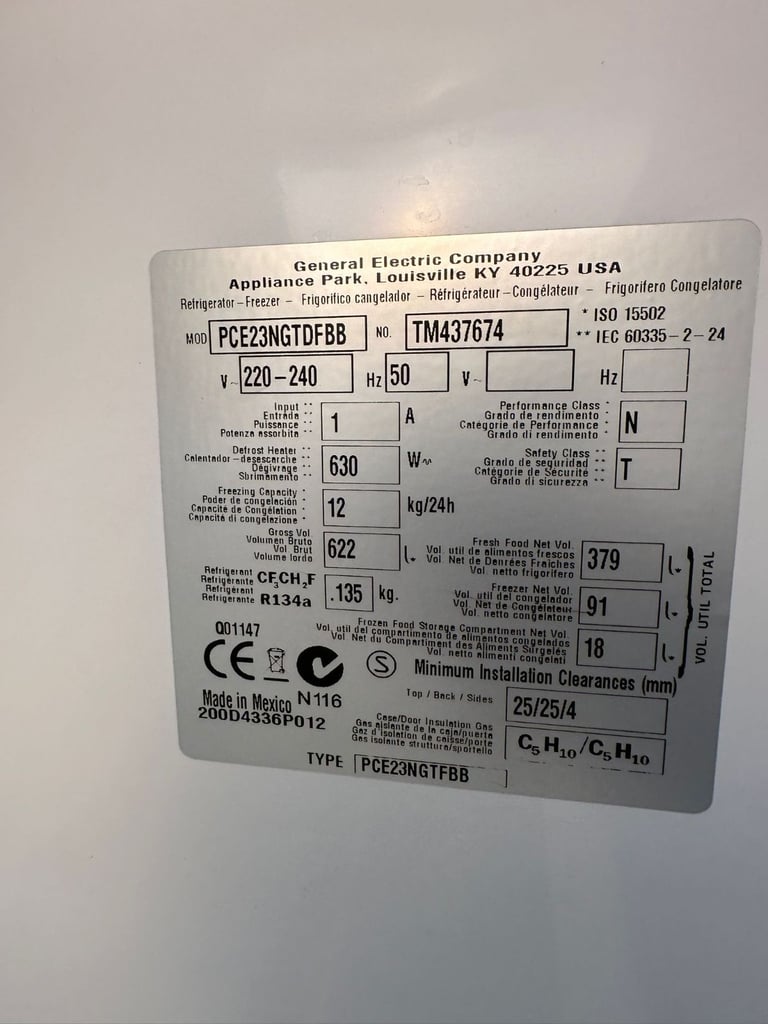 General Electric Company
Appliance Park, Louisville KY 40225 USA
Refrigerator-Freezer - Frigorifico cangelador - Réfrigérateur-Congélateur - Frigorifero Congelatore
MOD PCE23NGTDFBB NO. TM437674 * ISO 15502
** IEC 60335-2-24
V~ 220-240 Hz 50 V~ Hz
Input **
Entrada **
Puissance **
Potenza assorbita **
1 A
Performance Class *
Grado de rendimento *
Catégorie de Performance *
Grado di rendimento *
N
Defrost Heater **
Calentador-desescarche **
Dégivrage **
Sbrinamento **
630 W
Safety Class **
Grado de seguridad **
Catégorie de Sécurité **
Grado di sicurezza **
T
Freezing Capacity *
Poder de congelación *
Capacité de Congélation *
Capacitá di congelazione *
12 kg/24h
Gross Vol.
Volumen Bruto
Vol. Brut
Volume lordo
622 l.
Fresh Food Net Vol.
Vol. util de alimentos frescos
Vol. Net de Denrées Fraiches
Vol. netto frigorifero
379 l.
Refrigerant
Refrigerante
Refrigérant
Refrigerante
CF3CH2F
R134a
.135 kg.
Freezer Net Vol.
Vol. util del congelador
Vol. Net de Congélateur
Vol. netto congelatore
91 l.
Frozen Food Storage Compartment Net Vol.
Vol. util del compartimento de alimentos congelados
Vol. Net du Compartiment des Aliments Surgelés
Vol. netto alimenti congelati
18 l.
VOL. UTIL TOTAL
Q01147
CE
S
N116
Minimum Installation Clearances (mm)
Top / Back / Sides 25/25/4
Made in Mexico
200D4336P012
Case/Door Insulation Gas
Gas aislante de la caja/puerta
Gaz d'isolation de caisse/porte
Gas isolante struttura/sportello
C5H10/C5H10
TYPE PCE23NGTFBB